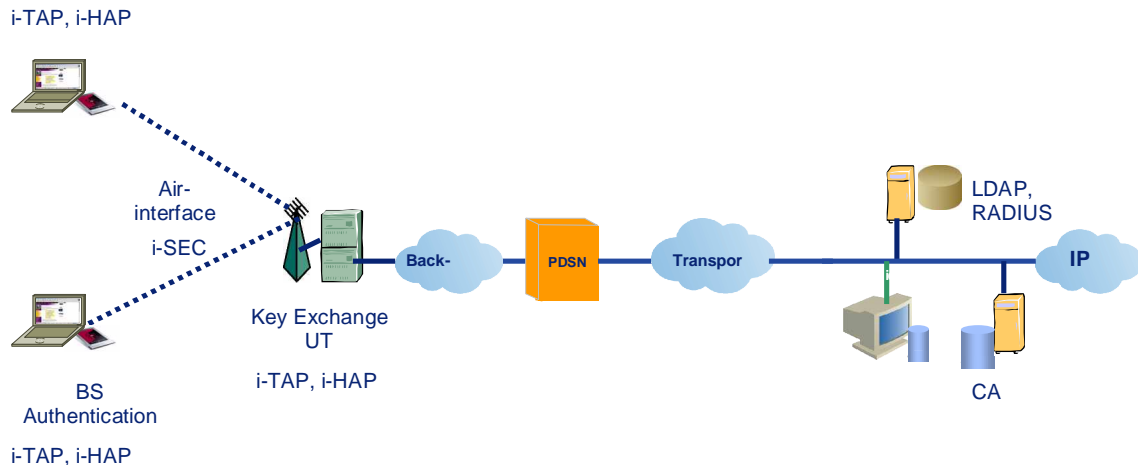 i-TAP, i-HAP
Air-
interface
i-SEC
LDAP,
RADIUS
Back-
PDSN
Transpor
IP
Key Exchange
UT
i-TAP, i-HAP
BS
Authentication
i-TAP, i-HAP
CA